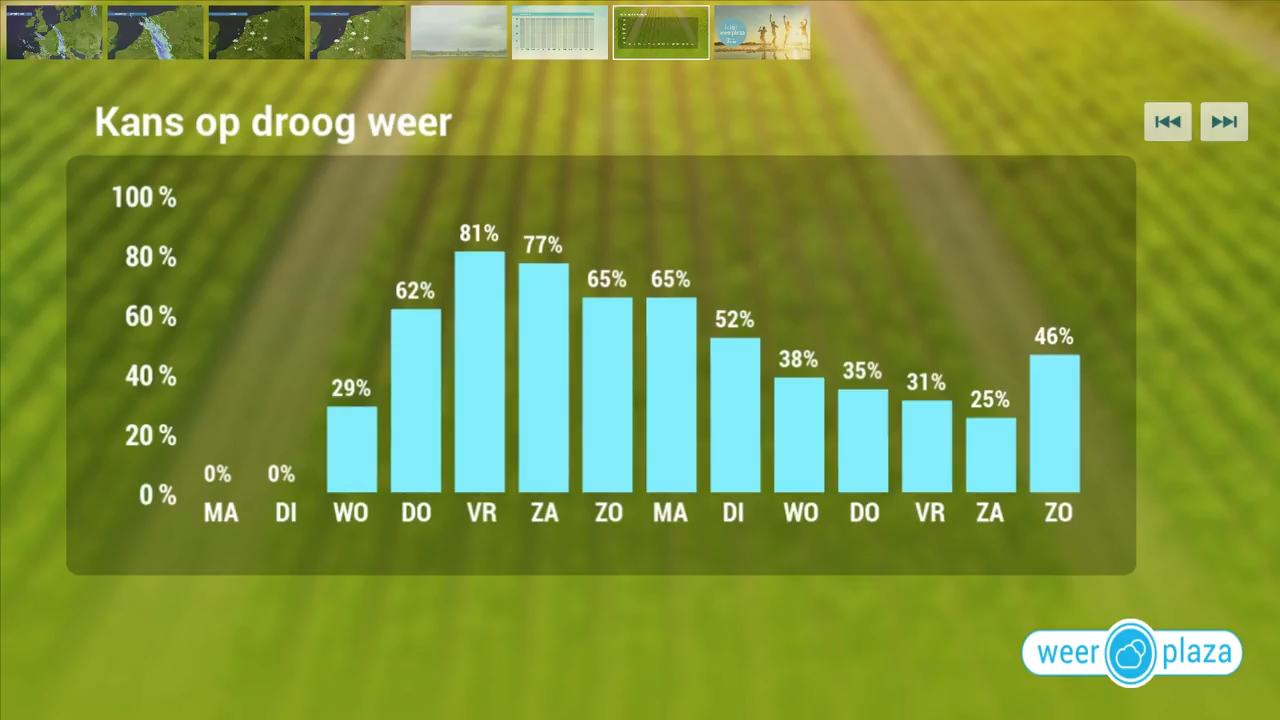 Kans op droog weer
100 %
80 %
60 %
40 %
20 %
0 %
0% 0% 29% 62% 81% 77% 65% 65% 52% 38% 35% 31% 25% 46%
MA DI WO DO VR ZA ZO MA DI WO DO VR ZA ZO
weer plaza